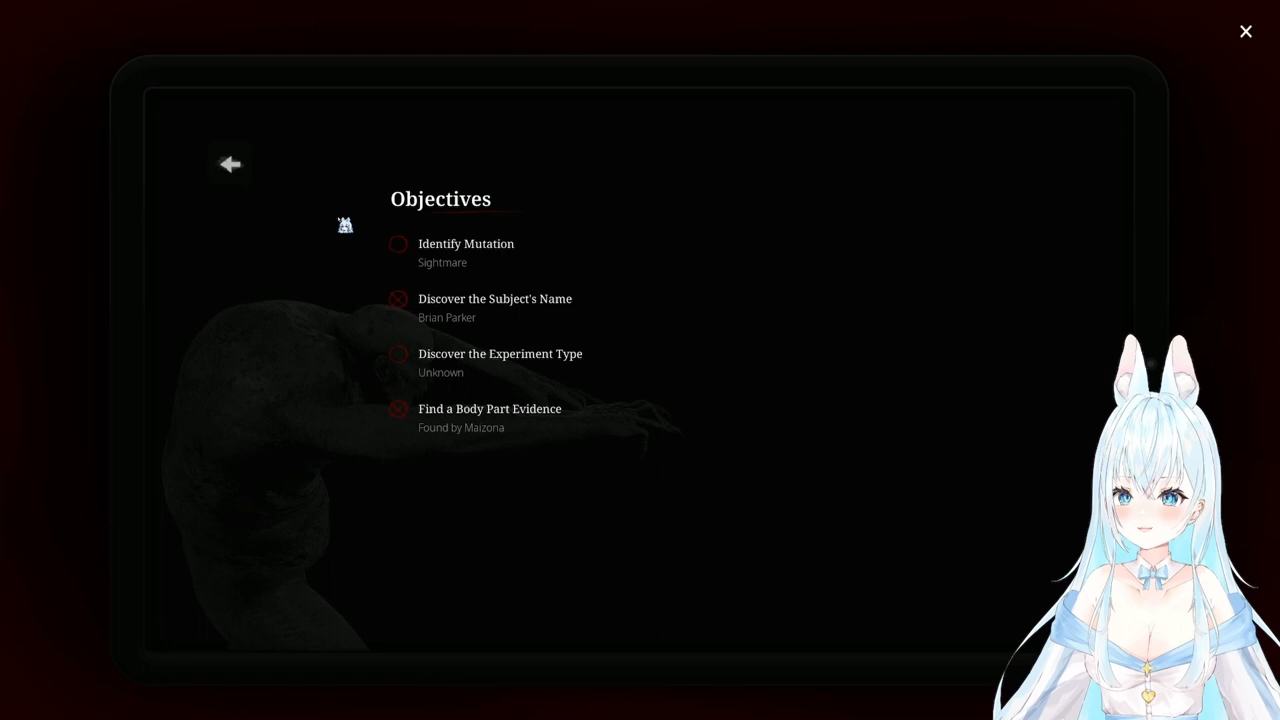 Objectives
Identify Mutation
Sightmare
Discover the Subject's Name
Brian Parker
Discover the Experiment Type
Unknown
Find a Body Part Evidence
Found by Maizona